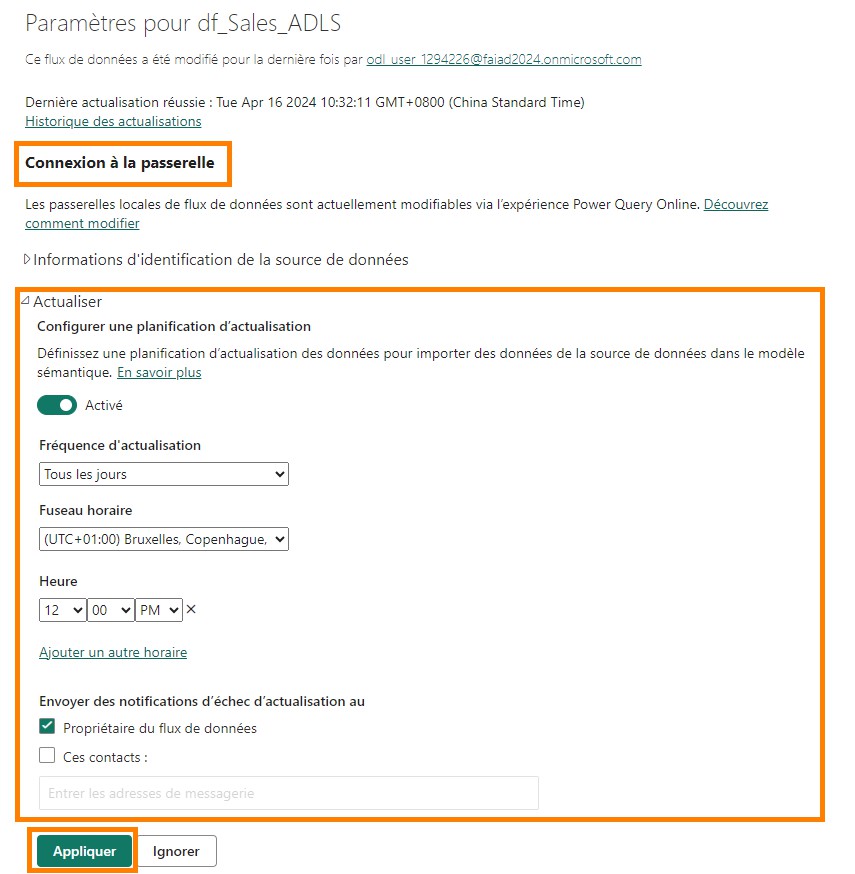 Paramètres pour df_Sales_ADLS
Ce flux de données a été modifié pour la dernière fois par odl_user_1294226@faiad2024.onmicrosoft.com
Dernière actualisation réussie : Tue Apr 16 2024 10:32:11 GMT+0800 (China Standard Time)
Historique des actualisations
Connexion à la passerelle
Les passerelles locales de flux de données sont actuellement modifiables via l’expérience Power Query Online. Découvrez
comment modifier
Informations d'identification de la source de données
Actualiser
Configurer une planification d’actualisation
Définissez une planification d’actualisation des données pour importer des données de la source de données dans le modèle
sémantique. En savoir plus
Activé
Fréquence d'actualisation
Tous les jours
Fuseau horaire
(UTC+01:00) Bruxelles, Copenhague,
Heure
12 00 PM
Ajouter un autre horaire
Envoyer des notifications d’échec d’actualisation au
Propriétaire du flux de données
Ces contacts :
Entrer les adresses de messagerie
Appliquer Ignorer